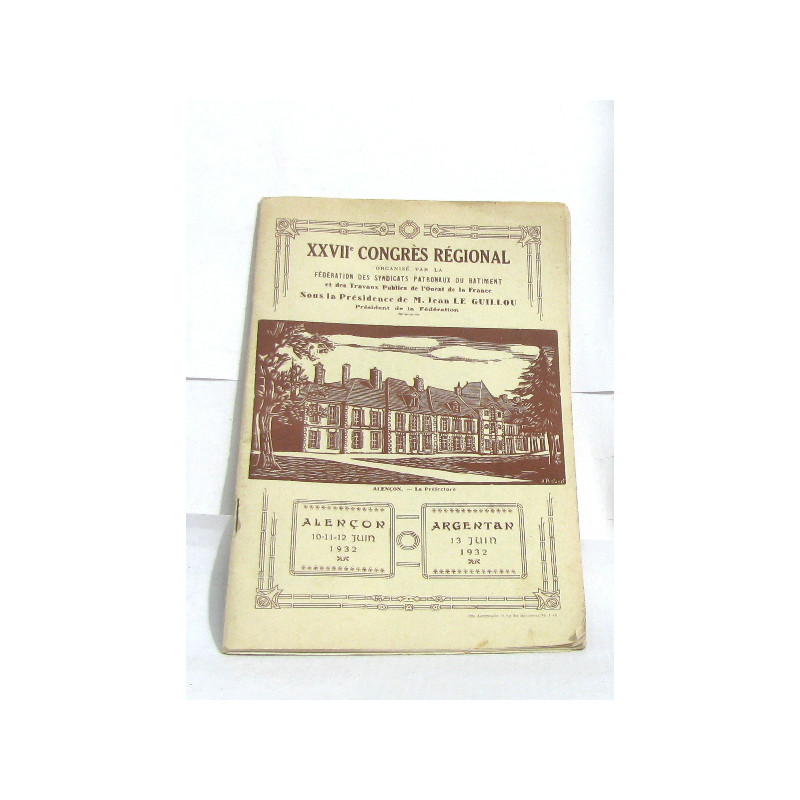 XXVIIe CONGRÈS RÉGIONAL
ORGANISÉ PAR LA
FÉDÉRATION DES SYNDICATS PATRONAUX DU BATIMENT
et des Travaux Publics de l'Ouest de la France
Sous la Présidence de M. Jean LE GUILLOU
Président de la Fédération
ALENÇON. — La Préfecture
ALENÇON
10-11-12 JUIN
1932
ARGENTAN
13 JUIN
1932